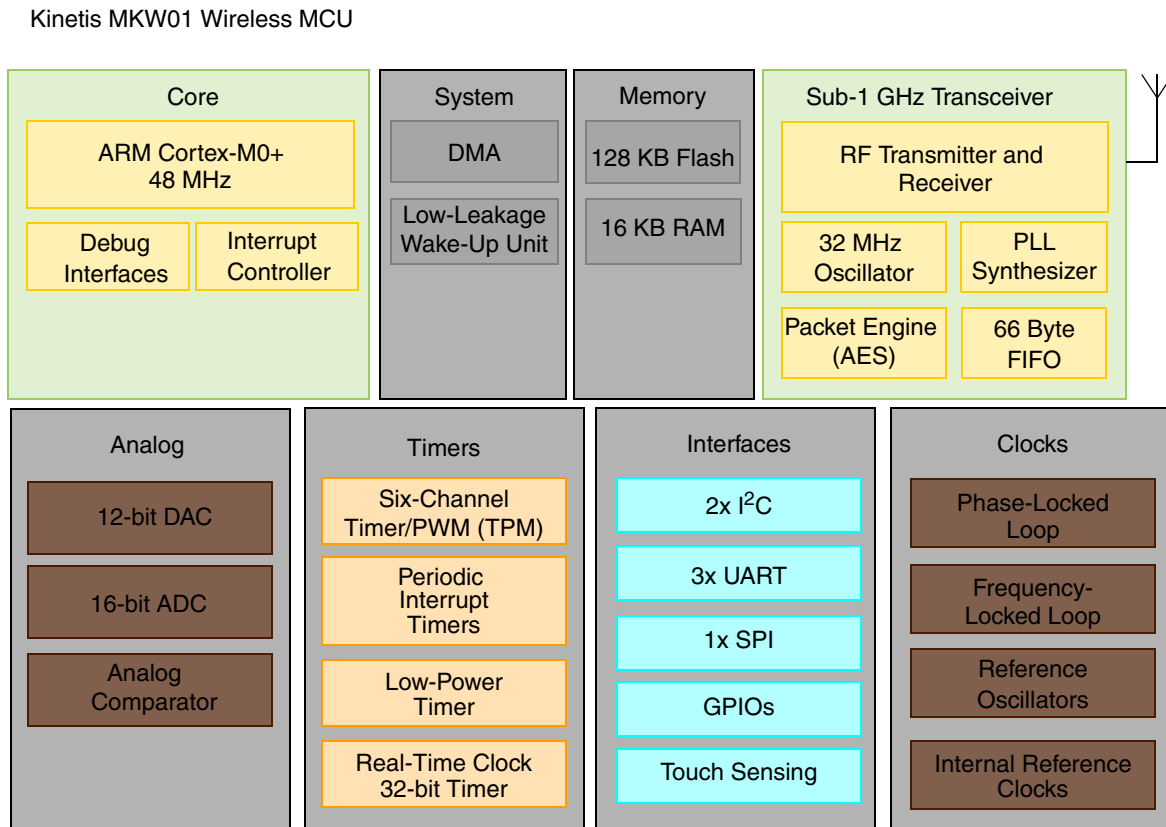 Kinetis MKW01 Wireless MCU
Core
ARM Cortex-M0+
48 MHz
Debug
Interfaces
Interrupt
Controller
System
DMA
Low-Leakage
Wake-Up Unit
Memory
128 KB Flash
16 KB RAM
Sub-1 GHz Transceiver
RF Transmitter and
Receiver
32 MHz
Oscillator
PLL
Synthesizer
Packet Engine
(AES)
66 Byte
FIFO
Analog
12-bit DAC
16-bit ADC
Analog
Comparator
Timers
Six-Channel
Timer/PWM (TPM)
Periodic
Interrupt
Timers
Low-Power
Timer
Real-Time Clock
32-bit Timer
Interfaces
2x I²C
3x UART
1x SPI
GPIOs
Touch Sensing
Clocks
Phase-Locked
Loop
Frequency-
Locked Loop
Reference
Oscillators
Internal Reference
Clocks